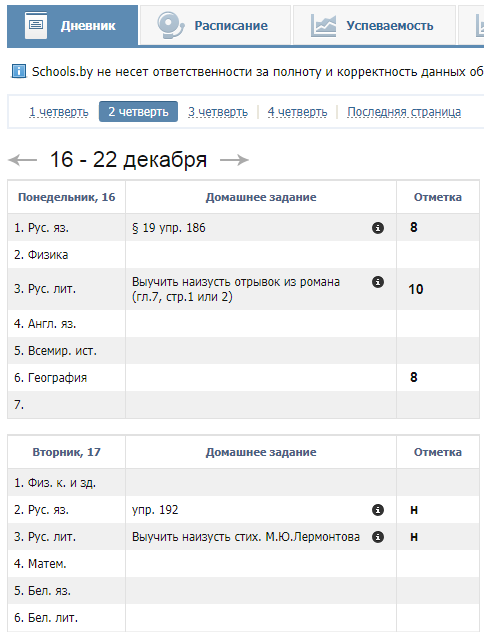 Дневник Расписание Успеваемость
Schools.by не несет ответственности за полноту и корректность данных об
1 четверть 2 четверть 3 четверть 4 четверть Последняя страница
16 - 22 декабря
Понедельник, 16 Домашнее задание Отметка
1. Рус. яз. § 19 упр. 186 8
2. Физика
3. Рус. лит. Выучить наизусть отрывок из романа
(гл.7, стр.1 или 2) 10
4. Англ. яз.
5. Всемир. ист.
6. География 8
7.
Вторник, 17 Домашнее задание Отметка
1. Физ. к. и зд.
2. Рус. яз. упр. 192 н
3. Рус. лит. Выучить наизусть стих. М.Ю.Лермонтова н
4. Матем.
5. Бел. яз.
6. Бел. лит.